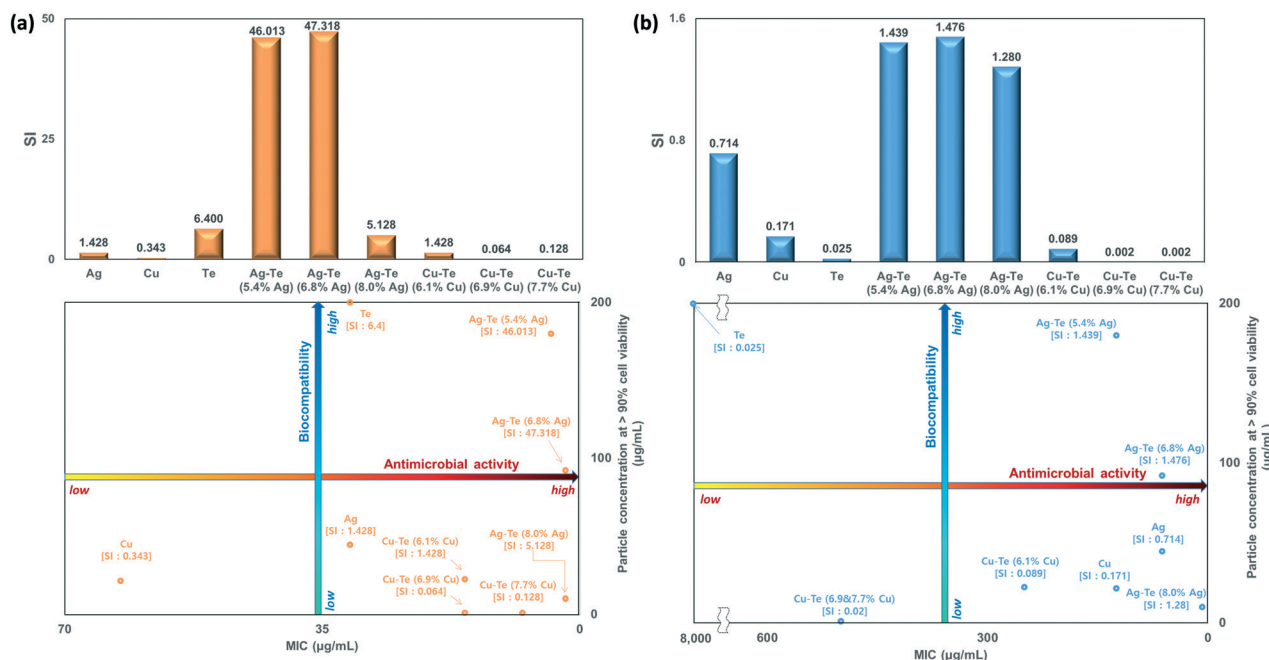 (a)
50
25
0
SI
1.428
0.343
6.400
46.013
47.318
5.128
1.428
0.064
0.128
Ag
Cu
Te
Ag-Te
(5.4% Ag)
Ag-Te
(6.8% Ag)
Ag-Te
(8.0% Ag)
Cu-Te
(6.1% Cu)
Cu-Te
(6.9% Cu)
Cu-Te
(7.7% Cu)
Te
[SI : 6.4]
Ag-Te (5.4% Ag)
[SI : 46.013]
Ag-Te (6.8% Ag)
[SI : 47.318]
high
Biocompatibility
low
Antimicrobial activity
low
high
Cu
[SI : 0.343]
Ag
[SI : 1.428]
Cu-Te (6.1% Cu)
[SI : 1.428]
Cu-Te (6.9% Cu)
[SI : 0.064]
Ag-Te (8.0% Ag)
[SI : 5.128]
Cu-Te (7.7% Cu)
[SI : 0.128]
200
100
0
Particle concentration at > 90% cell viability
(µg/mL)
70
35
0
MIC (µg/mL)
(b)
1.6
0.8
0
SI
0.714
0.171
0.025
1.439
1.476
1.280
0.089
0.002
0.002
Ag
Cu
Te
Ag-Te
(5.4% Ag)
Ag-Te
(6.8% Ag)
Ag-Te
(8.0% Ag)
Cu-Te
(6.1% Cu)
Cu-Te
(6.9% Cu)
Cu-Te
(7.7% Cu)
Te
[SI : 0.025]
Ag-Te (5.4% Ag)
[SI : 1.439]
Ag-Te (6.8% Ag)
[SI : 1.476]
high
Biocompatibility
low
Antimicrobial activity
low
high
Ag
[SI : 0.714]
Cu-Te (6.1% Cu)
[SI : 0.089]
Cu
[SI : 0.171]
Cu-Te (6.9&7.7% Cu)
[SI : 0.02]
Ag-Te (8.0% Ag)
[SI : 1.28]
200
100
0
Particle concentration at > 90% cell viability
(µg/mL)
8,000
600
300
0
MIC (µg/mL)